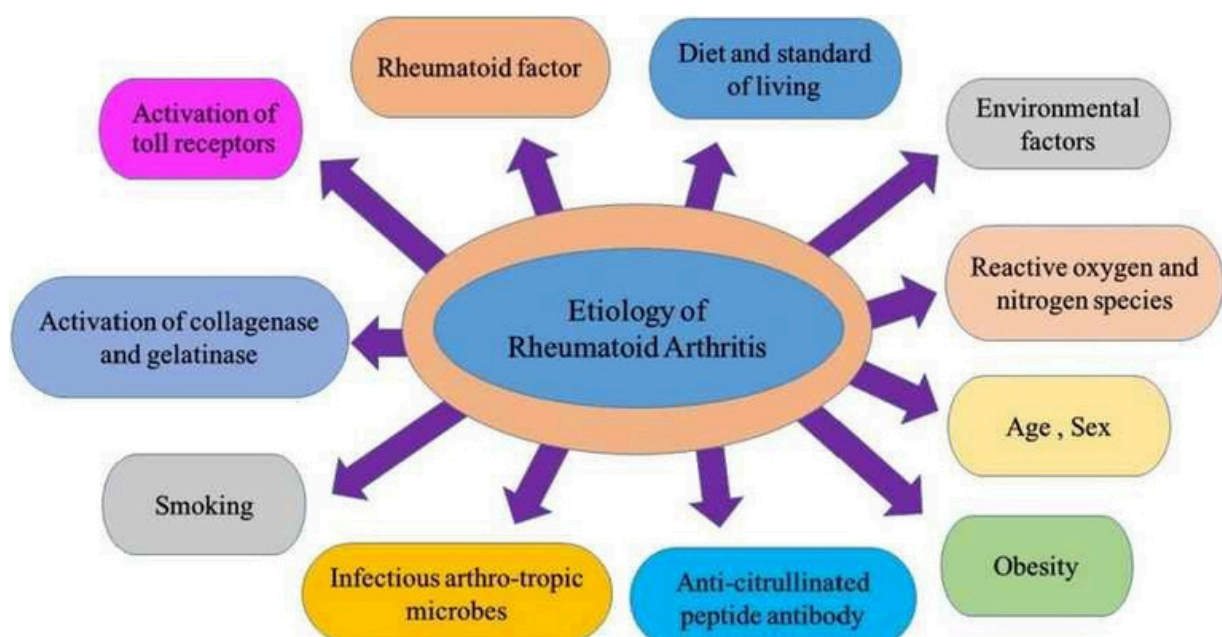 Rheumatoid factor
Diet and standard
of living
Activation of
toll receptors
Environmental
factors
Reactive oxygen and
nitrogen species
Activation of collagenase
and gelatinase
Etiology of
Rheumatoid Arthritis
Age , Sex
Smoking
Obesity
Infectious arthro-tropic
microbes
Anti-citrullinated
peptide antibody